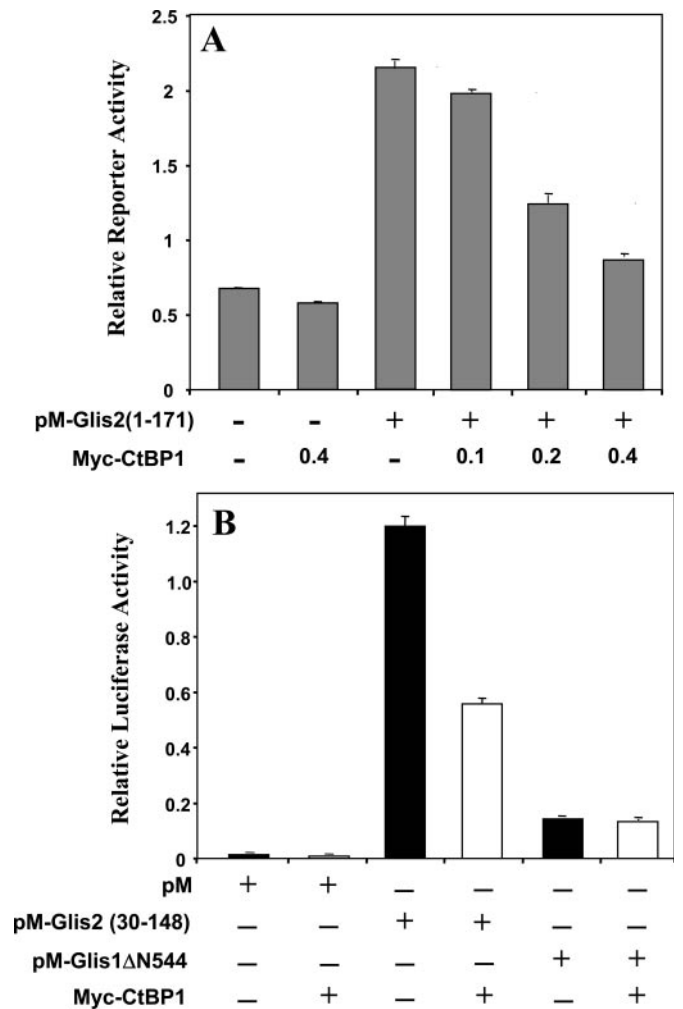 A
Relative Reporter Activity
2.5
2
1.5
1
0.5
0
pM-Glis2(1-171) - - + + + +
Myc-CtBP1 - 0.4 - 0.1 0.2 0.4
B
Relative Luciferase Activity
1.2
1.0
0.8
0.6
0.4
0.2
0
pM + + – – – –
pM-Glis2 (30-148) – – + + – –
pM-Glis1ΔN544 – – – – + +
Myc-CtBP1 – + – + – +